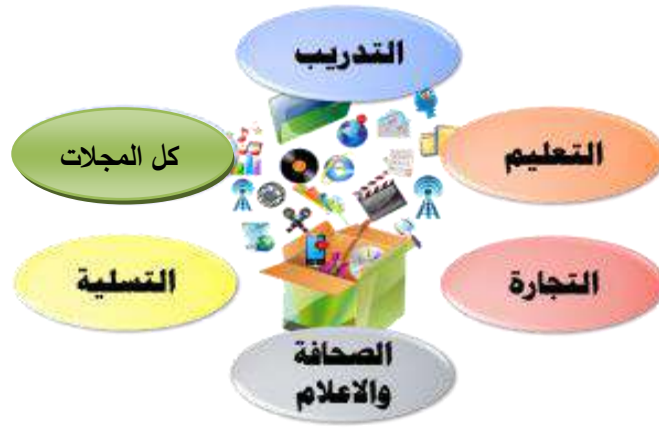 التدريب
التعليم
كل المجلات
التجارة
التسلية
الصحافة
والاعلام